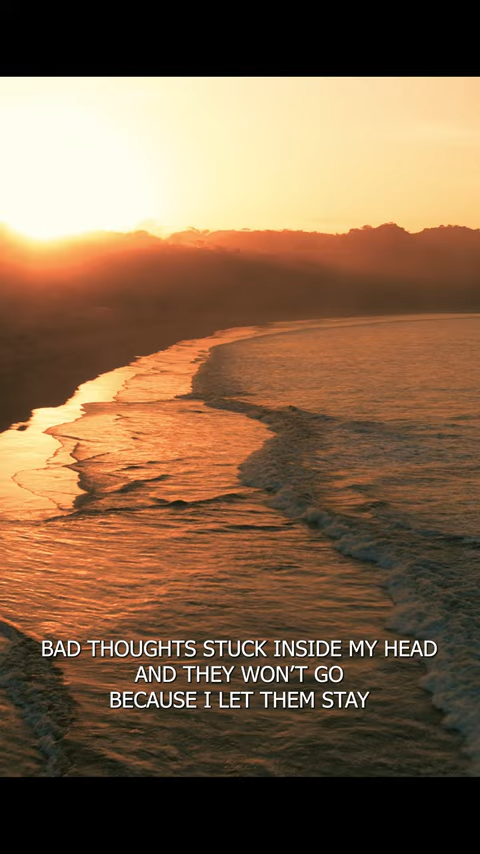 BAD THOUGHTS STUCK INSIDE MY HEAD
AND THEY WON’T GO
BECAUSE I LET THEM STAY